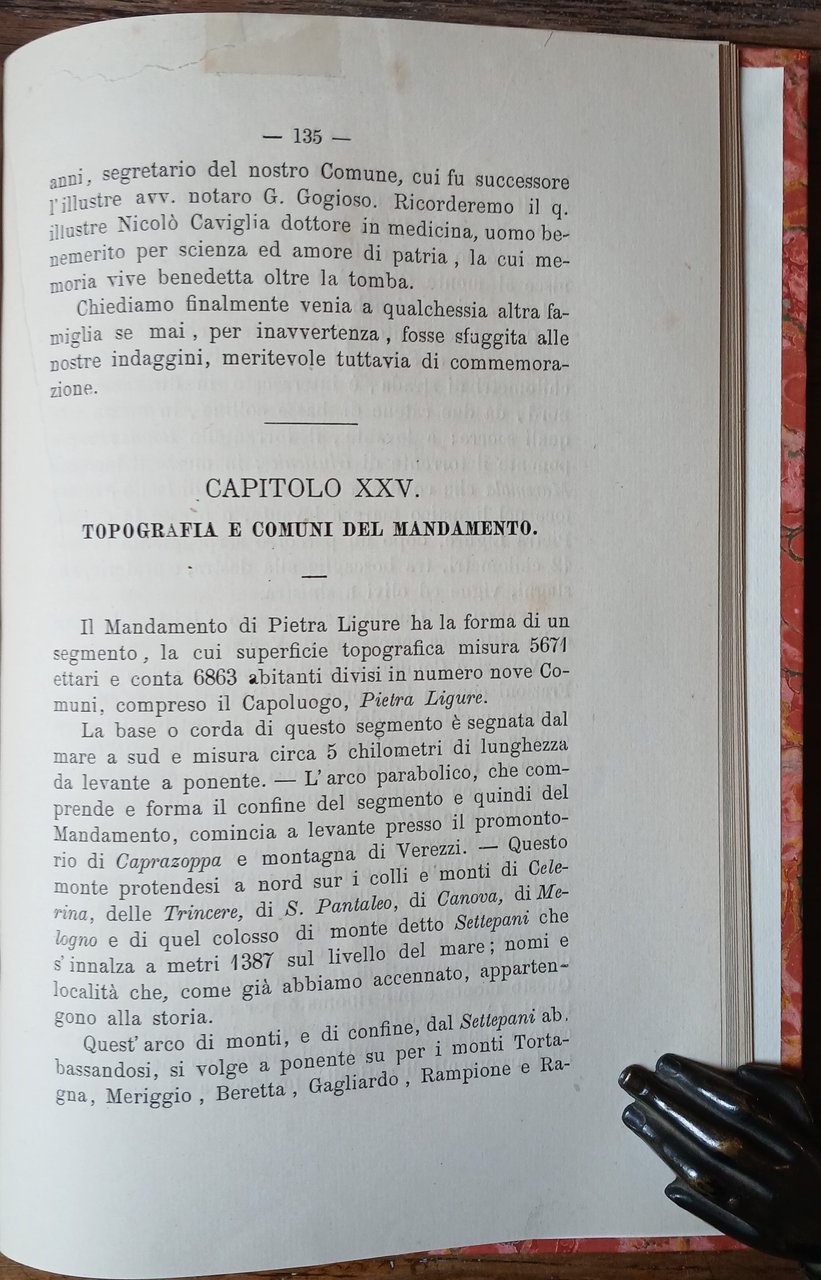 — 135 —
anni, segretario del nostro Comune, cui fu successore
l'illustre avv. notaro G. Gogioso. Ricorderemo il q.
illustre Nicolò Caviglia dottore in medicina, uomo be-
nemerito per scienza ed amore di patria, la cui me-
moria vive benedetta oltre la tomba.
Chiediamo finalmente venia a qualchessia altra fa-
miglia se mai, per inavvertenza, fosse sfuggita alle
nostre indaggini, meritevole tuttavia di commemora-
zione.
CAPITOLO XXV.
TOPOGRAFIA E COMUNI DEL MANDAMENTO.
—
Il Mandamento di Pietra Ligure ha la forma di un
segmento, la cui superficie topografica misura 5671
ettari e conta 6863 abitanti divisi in numero nove Co-
muni, compreso il Capoluogo, Pietra Ligure.
La base o corda di questo segmento è segnata dal
mare a sud e misura circa 5 chilometri di lunghezza
da levante a ponente. — L'arco parabolico, che com-
prende e forma il confine del segmento e quindi del
Mandamento, comincia a levante presso il promonto-
rio di Caprazoppa e montagna di Verezzi. — Questo
monte protendesi a nord sur i colli e monti di Cele-
rina, delle Trincere, di S. Pantaleo, di Canova, di Me-
logno e di quel colosso di monte detto Settepani che
s'innalza a metri 1387 sul livello del mare; nomi e
località che, come già abbiamo accennato, apparten-
gono alla storia.
Quest'arco di monti, e di confine, dal Settepani ab.
bassandosi, si volge a ponente su per i monti Torta-
gna, Meriggio, Beretta, Gagliardo, Rampione e Ra-